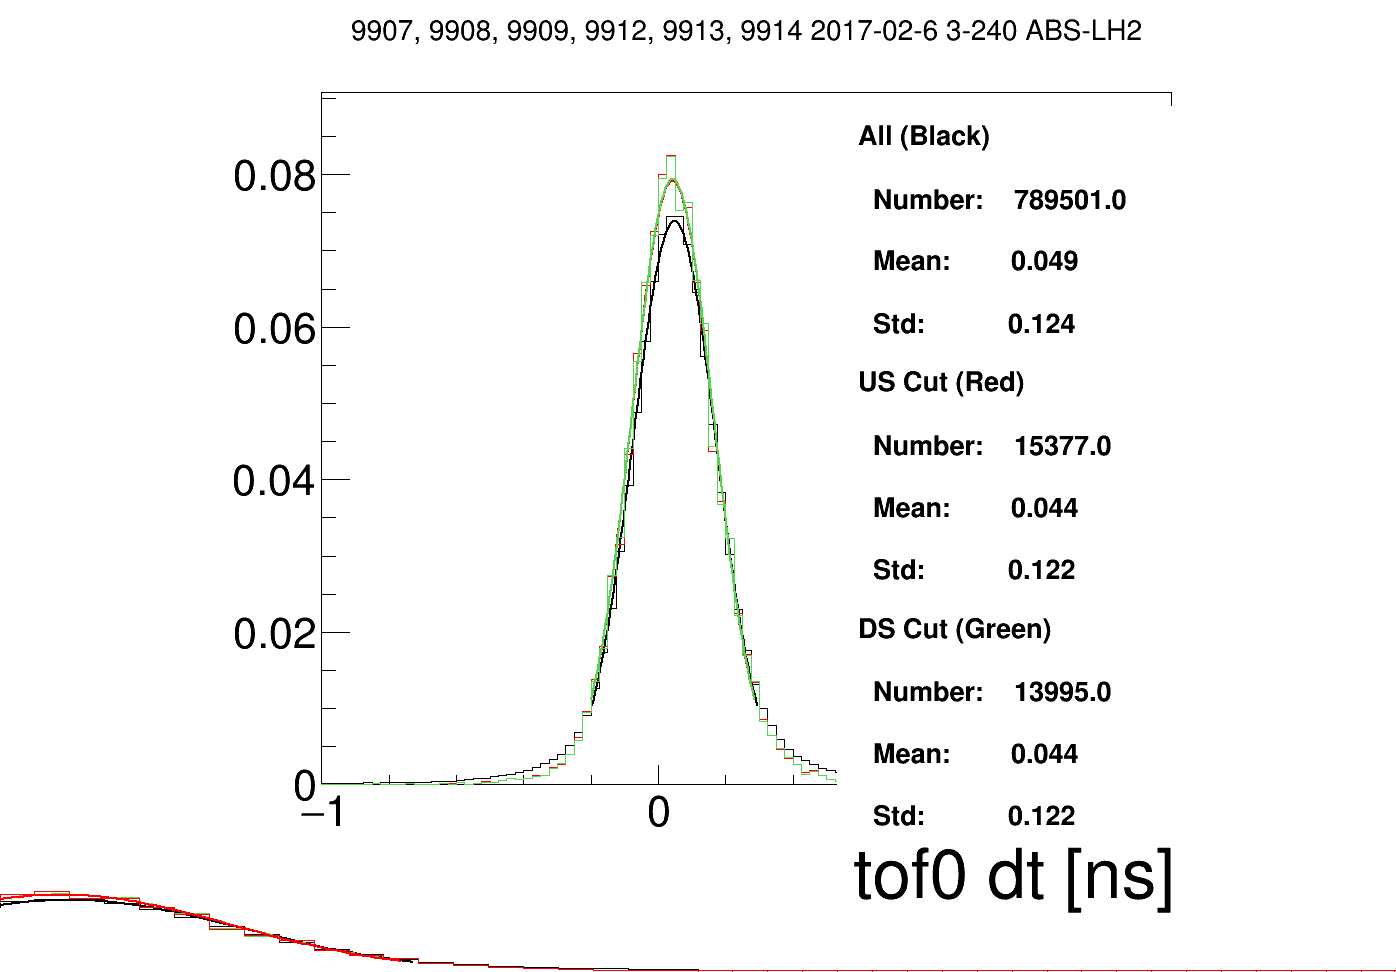 9907, 9908, 9909, 9912, 9913, 9914 2017-02-6 3-240 ABS-LH2
All (Black)
0.08
Number: 789501.0
Mean: 0.049
0.06
Std: 0.124
US Cut (Red)
Number: 15377.0
0.04
Mean: 0.044
Std: 0.122
0.02
DS Cut (Green)
Number: 13995.0
Mean: 0.044
0
−1 0
Std: 0.122
tof0 dt [ns]